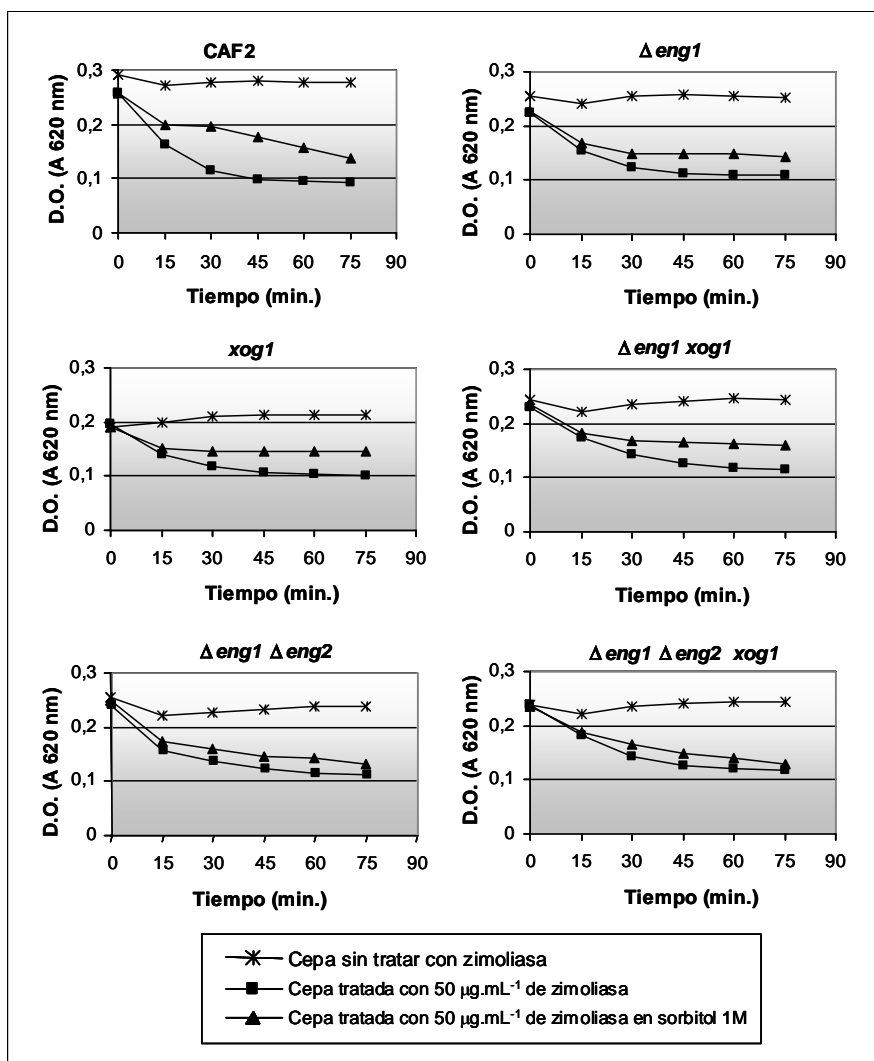 CAF2
D.O. (A 620 nm)
0,3
0,2
0,1
0
0 15 30 45 60 75 90
Tiempo (min.)
Δ eng1
D.O. (A 620 nm)
0,3
0,2
0,1
0
0 15 30 45 60 75 90
Tiempo (min.)
xog1
D.O. (A 620 nm)
0,3
0,2
0,1
0
0 15 30 45 60 75 90
Tiempo (min.)
Δ eng1 xog1
D.O. (A 620 nm)
0,3
0,2
0,1
0
0 15 30 45 60 75 90
Tiempo (min.)
Δ eng1 Δ eng2
D.O. (A 620 nm)
0,3
0,2
0,1
0
0 15 30 45 60 75 90
Tiempo (min.)
Δ eng1 Δ eng2 xog1
D.O. (A 620 nm)
0,3
0,2
0,1
0
0 15 30 45 60 75 90
Tiempo (min.)
Cepa sin tratar con zimoliasa
Cepa tratada con 50 μg.mL⁻¹ de zimoliasa
Cepa tratada con 50 μg.mL⁻¹ de zimoliasa en sorbitol 1M